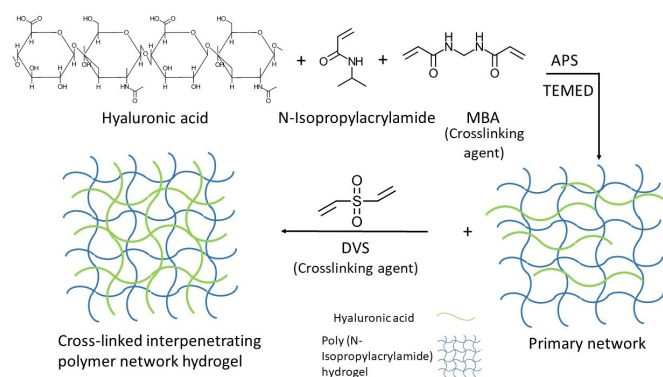 Hyaluronic acid
+
N-Isopropylacrylamide
+
MBA
(Crosslinking
agent)
APS
TEMED
Primary network
+
DVS
(Crosslinking agent)
Cross-linked interpenetrating
polymer network hydrogel
Hyaluronic acid
Poly (N-
Isopropylacrylamide)
hydrogel